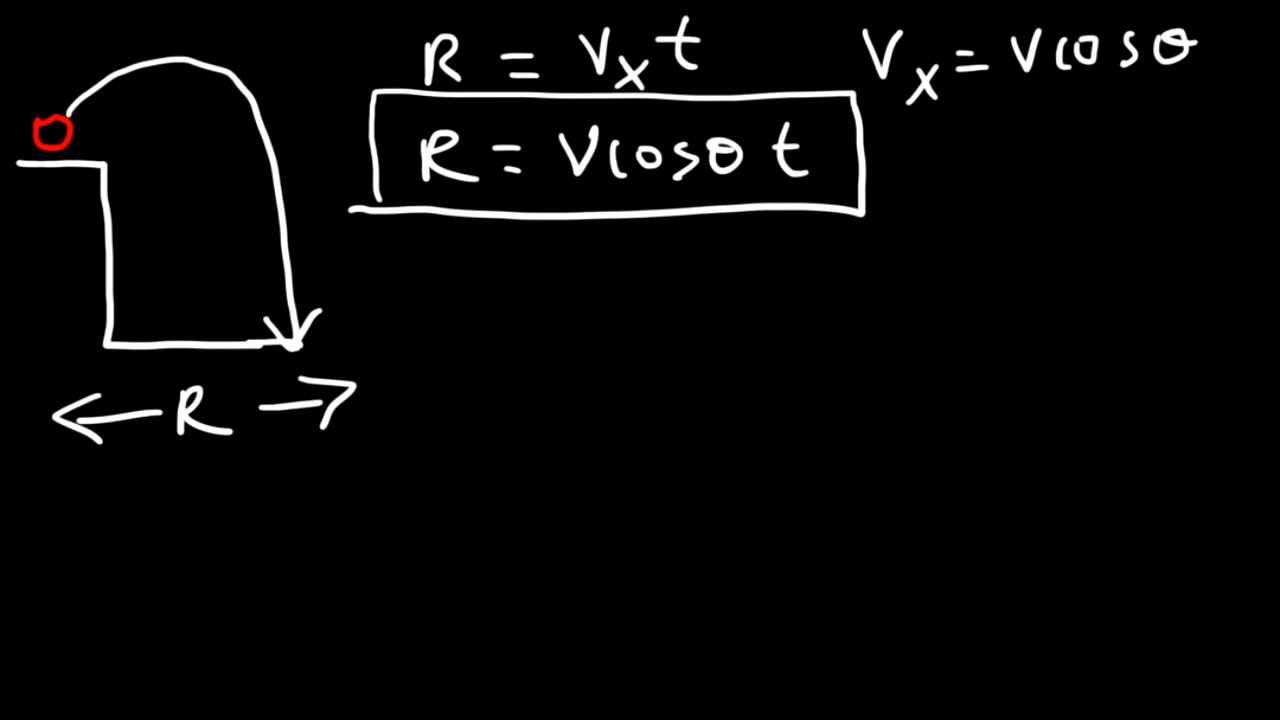 R = Vₓt Vₓ = Vcosθ
R = Vcosθ t
← R →